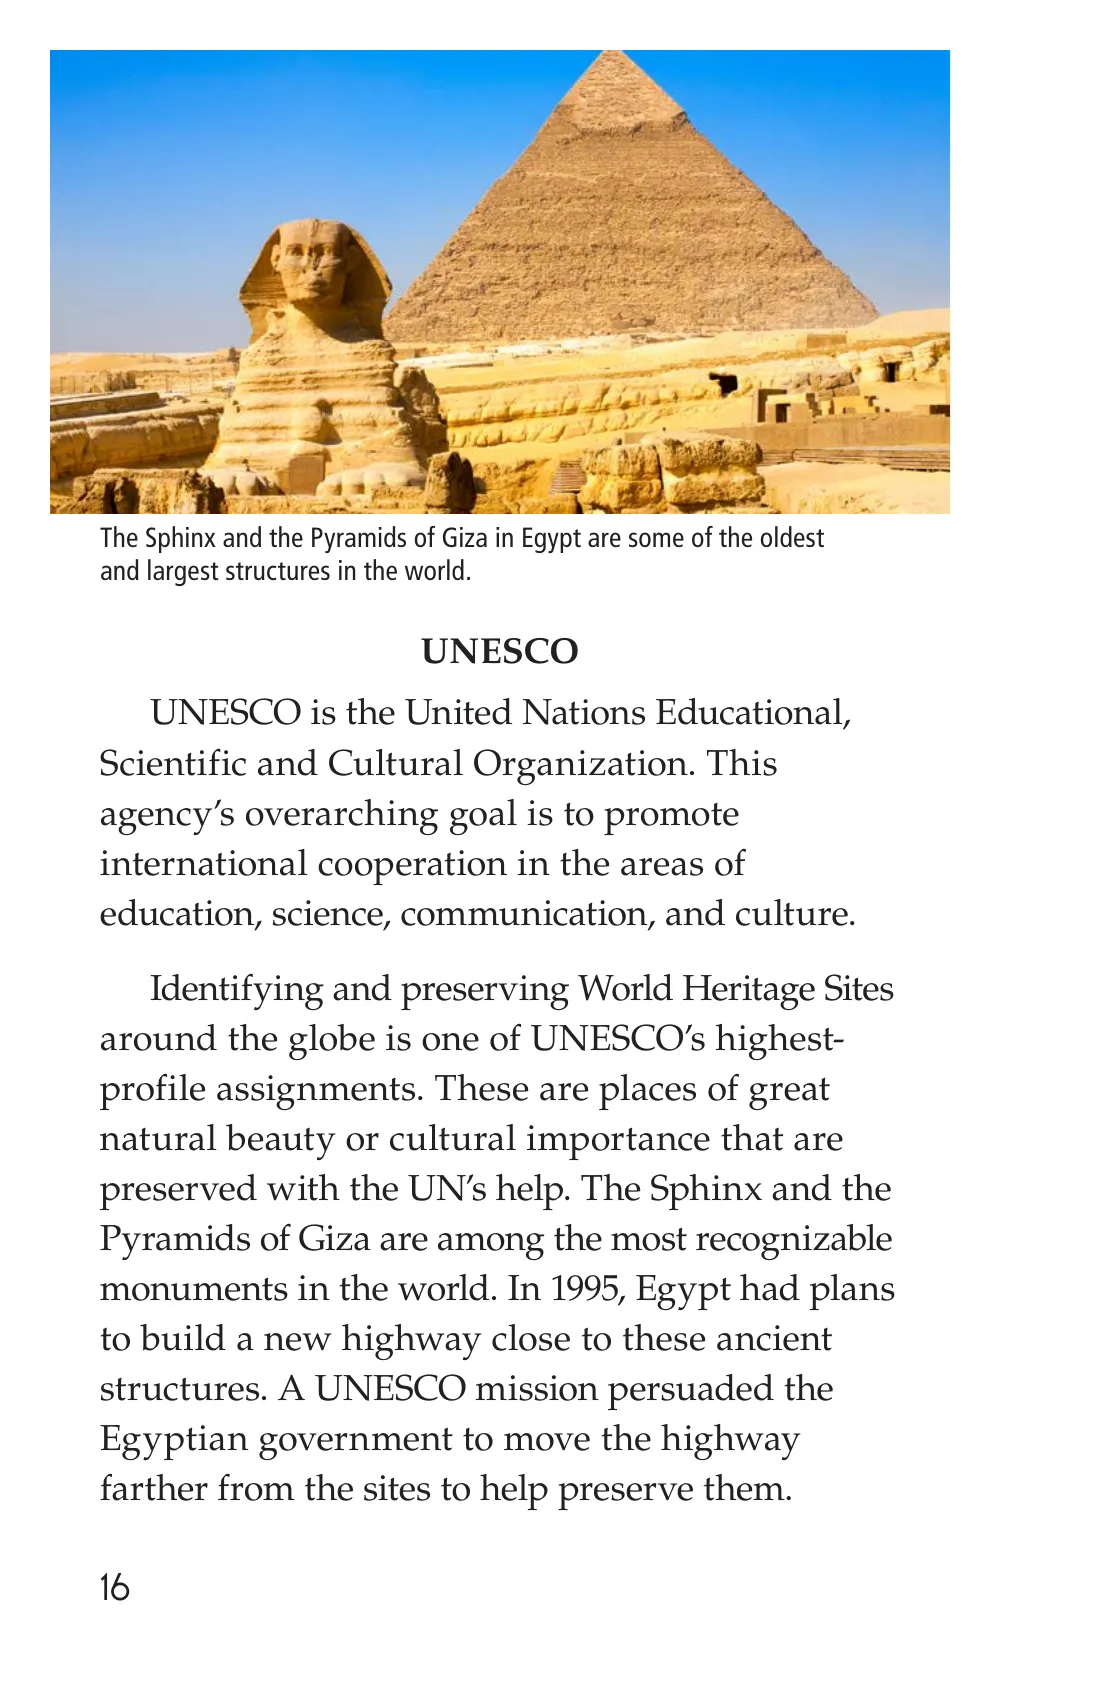 The Sphinx and the Pyramids of Giza in Egypt are some of the oldest
and largest structures in the world.
UNESCO
UNESCO is the United Nations Educational,
Scientific and Cultural Organization. This
agency’s overarching goal is to promote
international cooperation in the areas of
education, science, communication, and culture.
Identifying and preserving World Heritage Sites
around the globe is one of UNESCO’s highest-
profile assignments. These are places of great
natural beauty or cultural importance that are
preserved with the UN’s help. The Sphinx and the
Pyramids of Giza are among the most recognizable
monuments in the world. In 1995, Egypt had plans
to build a new highway close to these ancient
structures. A UNESCO mission persuaded the
Egyptian government to move the highway
farther from the sites to help preserve them.
16